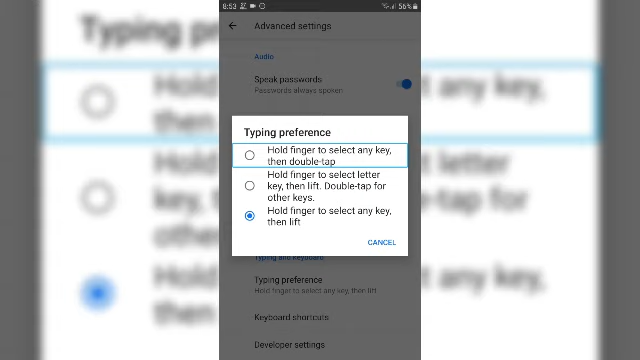 8:53
56%
Advanced settings
Audio
Speak passwords
Passwords always spoken
Typing preference
Hold finger to select any key,
then double-tap
Hold finger to select letter
key, then lift. Double-tap for
other keys.
Hold finger to select any key,
then lift
CANCEL
Typing and Keyboard
Typing preference
Hold finger to select any key, then lift
Keyboard shortcuts
Developer settings